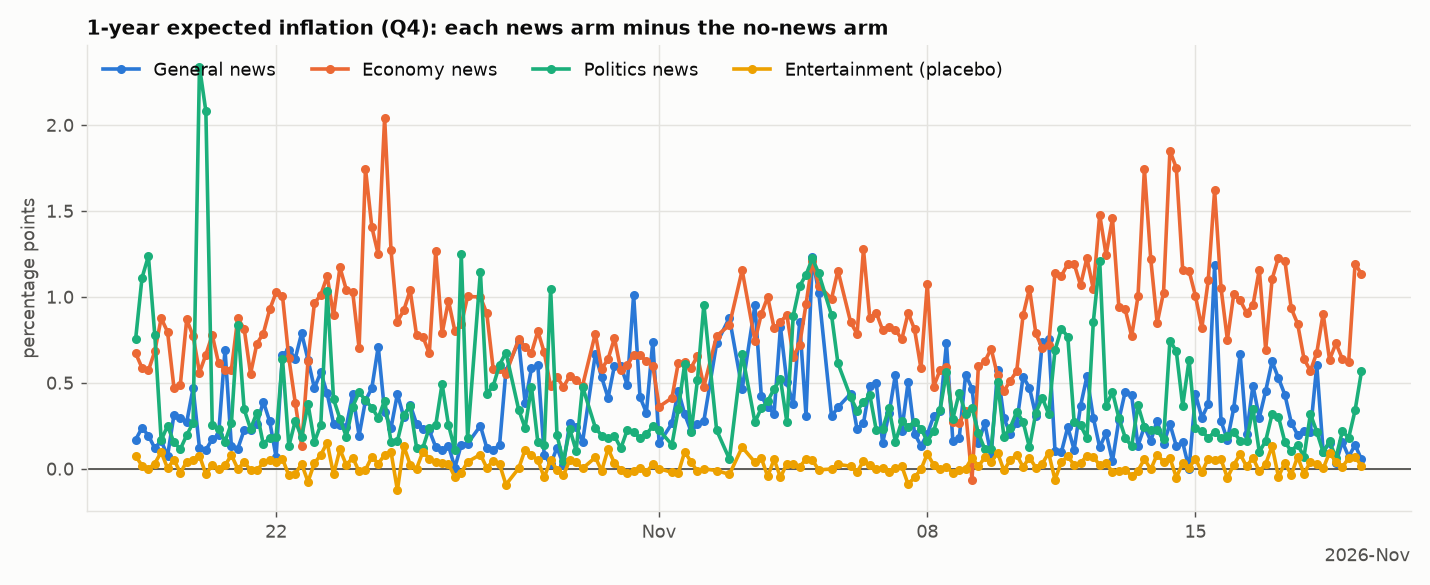 1-year expected inflation (Q4): each news arm minus the no-news arm
General news
Economy news
Politics news
Entertainment (placebo)
percentage points
2.0
1.5
1.0
0.5
0.0
22
Nov
08
15
2026-Nov